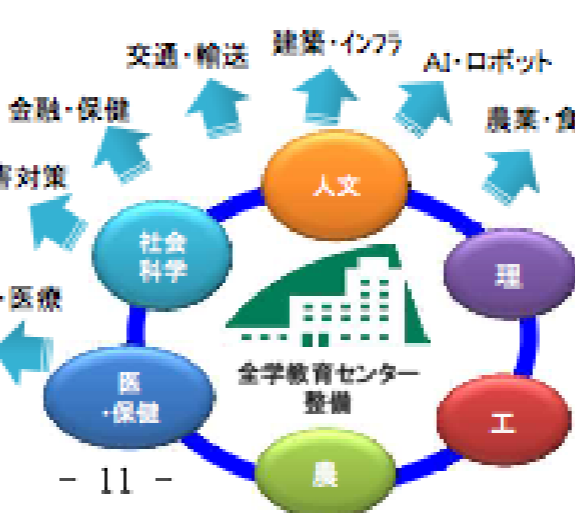 交通・輸送
建築・インフラ
AI・ロボット
金融・保健
農業・食
害対策
・医療
人文
社会
科学
理
全学教育センター
整備
医
・保健
工
農
- 11 -